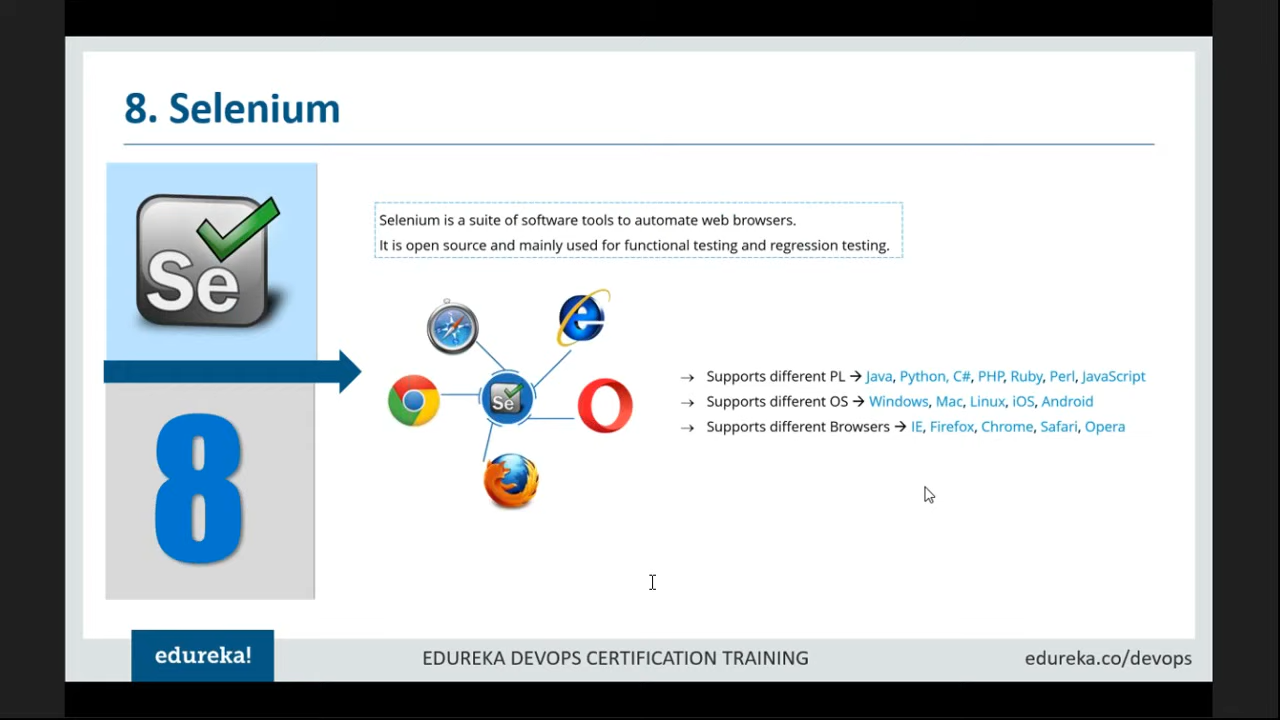 8. Selenium
Se
8
Selenium is a suite of software tools to automate web browsers.
It is open source and mainly used for functional testing and regression testing.
Se
→ Supports different PL → Java, Python, C#, PHP, Ruby, Perl, JavaScript
→ Supports different OS → Windows, Mac, Linux, iOS, Android
→ Supports different Browsers → IE, Firefox, Chrome, Safari, Opera
edureka!
EDUREKA DEVOPS CERTIFICATION TRAINING
edureka.co/devops